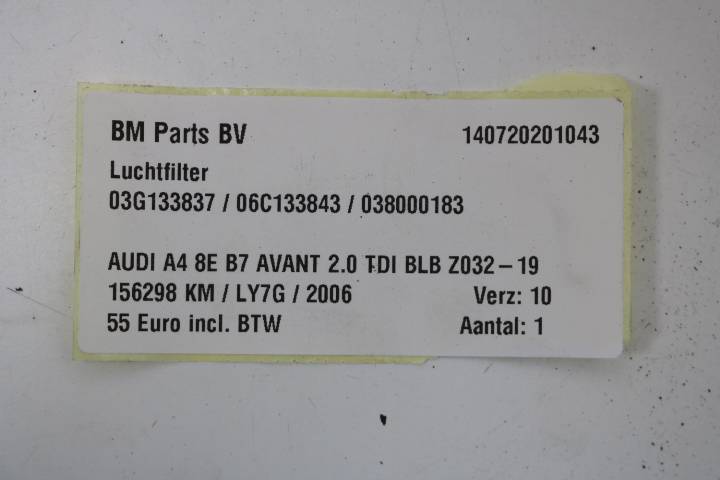 BM Parts BV 140720201043
Luchtfilter
03G133837 / 06C133843 / 038000183
AUDI A4 8E B7 AVANT 2.0 TDI BLB Z032-19
156298 KM / LY7G / 2006 Verz: 10
55 Euro incl. BTW Aantal: 1